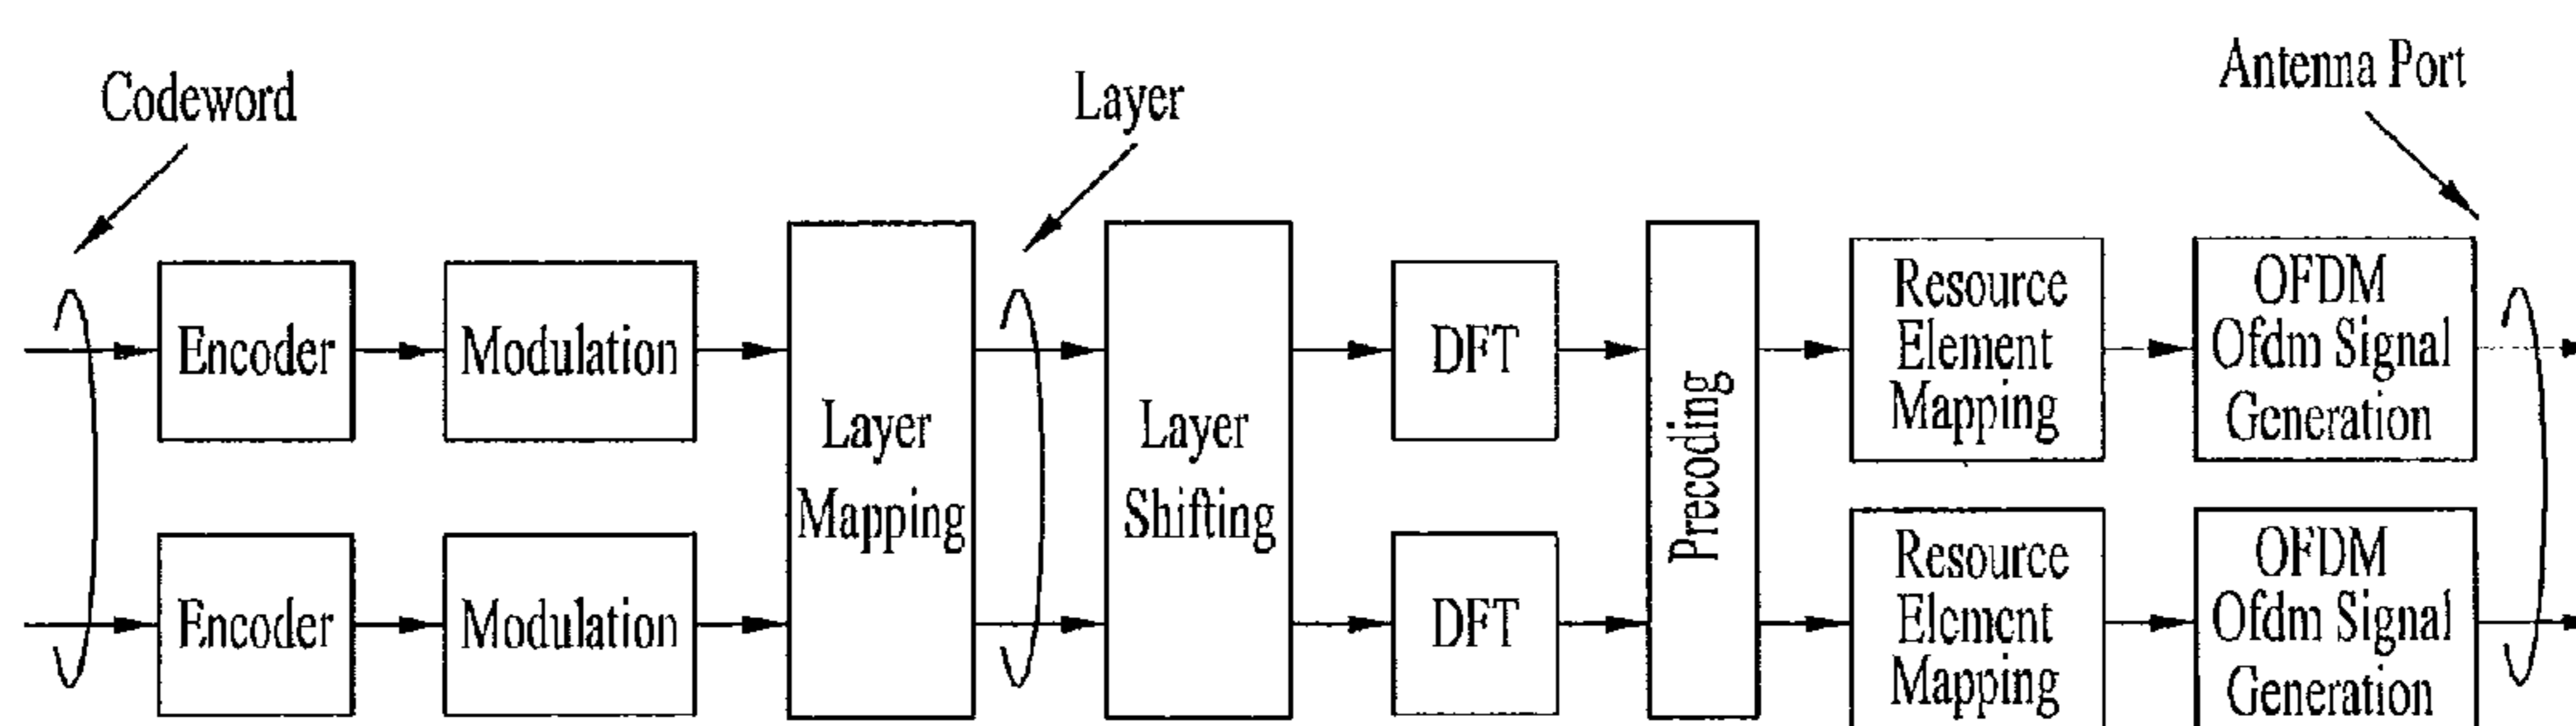 Codeword
Layer
Antenna Port
Encoder
Modulation
Layer
Mapping
Layer
Shifting
DFT
Precoding
Resource
Element
Mapping
OFDM
Ofdm Signal
Generation
Encoder
Modulation
DFT
Resource
Element
Mapping
OFDM
Ofdm Signal
Generation